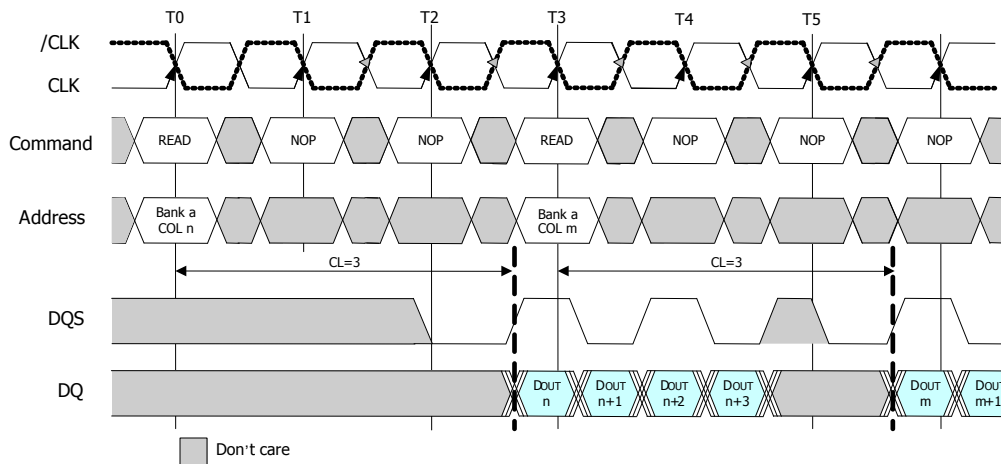 T0 T1 T2 T3 T4 T5
/CLK
CLK
Command READ NOP NOP READ NOP NOP NOP
Address Bank a COL n Bank a COL m
CL=3 CL=3
DQS
DQ DOUT n DOUT n+1 DOUT n+2 DOUT n+3 DOUT m DOUT m+1
Don't care